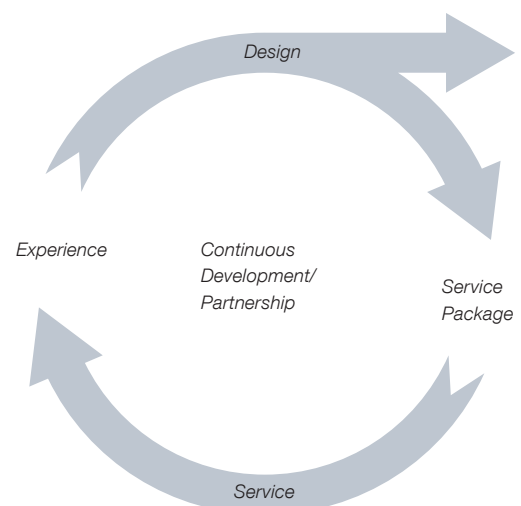 Design
Experience
Continuous
Development/
Partnership
Service
Package
Service